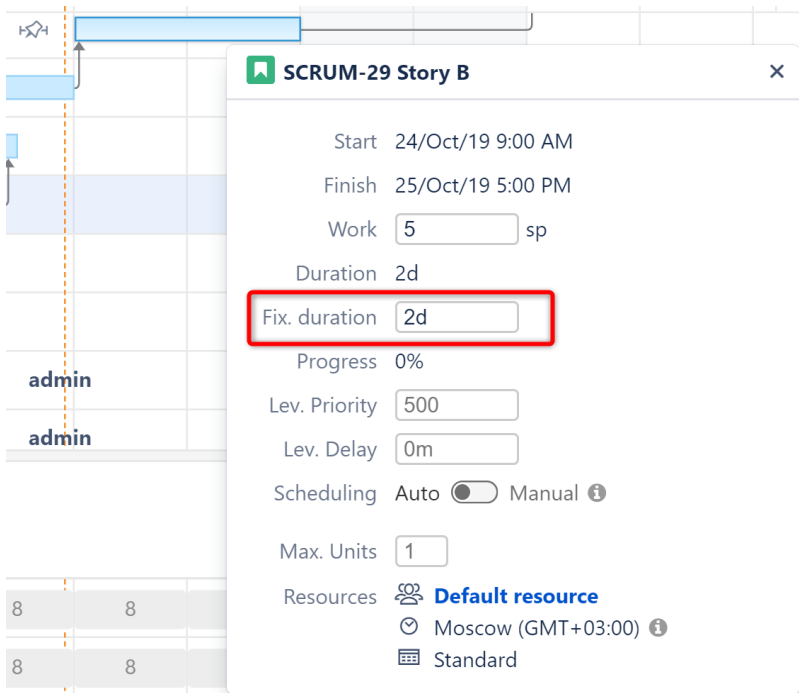 SCRUM-29 Story B
Start 24/Oct/19 9:00 AM
Finish 25/Oct/19 5:00 PM
Work 5 sp
Duration 2d
Fix. duration 2d
Progress 0%
admin
Lev. Priority 500
admin
Lev. Delay 0m
Scheduling Auto Manual
Max. Units 1
Resources Default resource
8 8
Moscow (GMT+03:00)
Standard
8 8